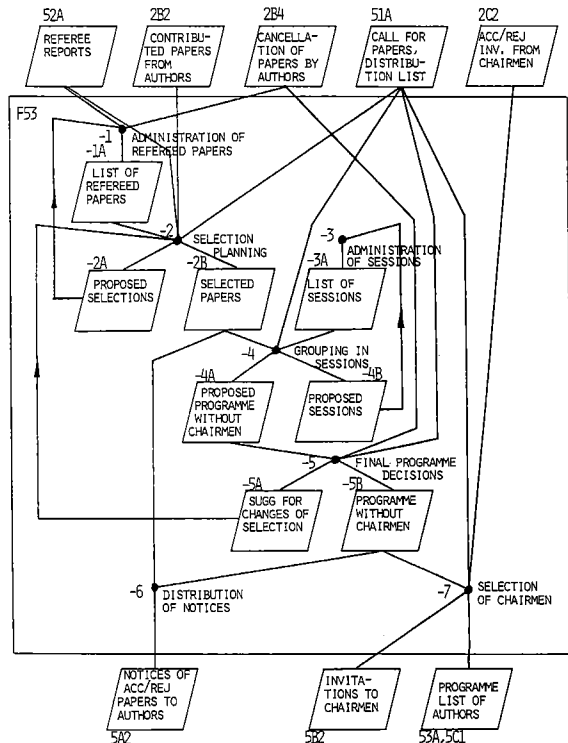 52A
2B2
2B4
51A
2C2
REFEREE
REPORTS
CONTRIBU-
TED PAPERS
FROM
AUTHORS
CANCELLA-
TION OF
PAPERS BY
AUTHORS
CALL FOR
PAPERS,
DISTRIBU-
TION LIST
ACC/REJ
INV. FROM
CHAIRMEN
F53
-1
ADMINISTRATION OF
REFEREED PAPERS
-1A
LIST OF
REFEREED
PAPERS
-2
SELECTION
PLANNING
-3
ADMINISTRATION
OF SESSIONS
-2A
PROPOSED
SELECTIONS
-2B
SELECTED
PAPERS
-3A
LIST OF
SESSIONS
-4
GROUPING IN
SESSIONS
-4A
PROPOSED
PROGRAMME
WITHOUT
CHAIRMEN
-4B
PROPOSED
SESSIONS
-5
FINAL PROGRAMME
DECISIONS
-5A
SUGG FOR
CHANGES OF
SELECTION
-5B
PROGRAMME
WITHOUT
CHAIRMEN
-6
DISTRIBUTION
OF NOTICES
-7
SELECTION
OF CHAIRMEN
NOTICES OF
ACC/REJ
PAPERS TO
AUTHORS
5A2
INVITA-
TIONS TO
CHAIRMEN
5B2
PROGRAMME
LIST OF
AUTHORS
53A,5C1